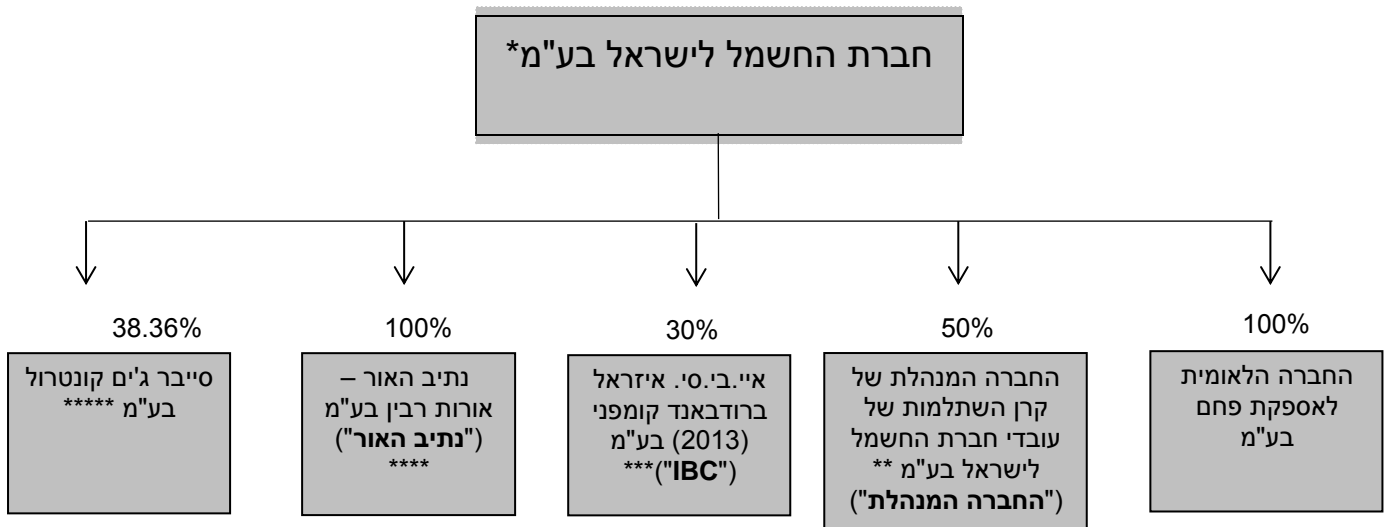 חברת החשמל לישראל בע"מ*
100%
החברה הלאומית
לאספקת פחם
בע"מ
50%
החברה המנהלת של
קרן השתלמות של
עובדי חברת החשמל
לישראל בע"מ **
("החברה המנהלת")
30%
איי.בי.סי. איזראל
ברודבאנד קומפני
(2013) בע"מ
("IBC")***
100%
נתיב האור –
אורות רבין בע"מ
("נתיב האור")
****
38.36%
סייבר ג'ים קונטרול
בע"מ *****